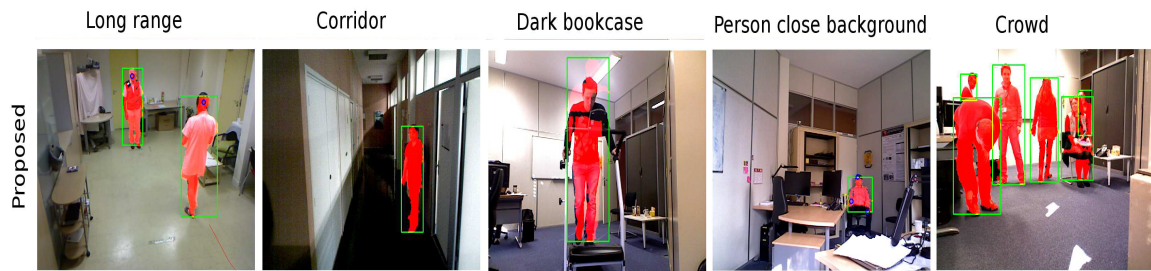 Long range
Corridor
Dark bookcase
Person close background
Crowd
Proposed